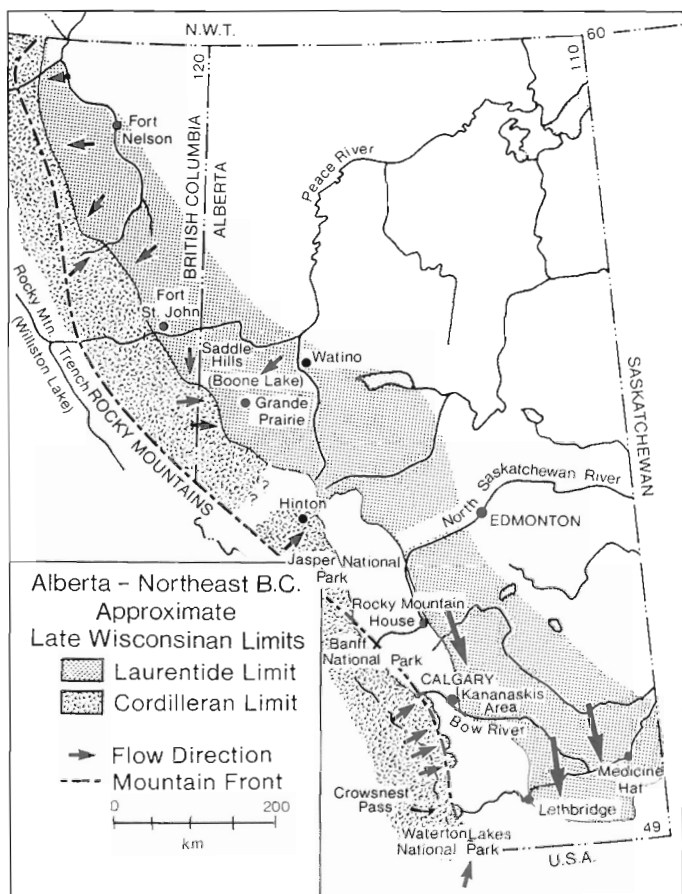 N.W.T.
60
120
110
Fort
Nelson
BRITISH COLUMBIA
ALBERTA
Peace River
Rocky Mtn. Trench
(Williston Lake)
ROCKY MOUNTAINS
Fort
St. John
Saddle
Hills
(Boone Lake)
Watino
Grande
Prairie
SASKATCHEWAN
?
?
Hinton
North Saskatchewan River
EDMONTON
Jasper National
Park
Rocky Mountain
House
Banff
National Park
CALGARY
Kananaskis
Area
Bow River
Medicine
Hat
Crowsnest
Pass
Lethbridge
Waterton Lakes
National Park
49
U.S.A.
Alberta – Northeast B.C.
Approximate
Late Wisconsinan Limits
Laurentide Limit
Cordilleran Limit
Flow Direction
Mountain Front
0 200
km